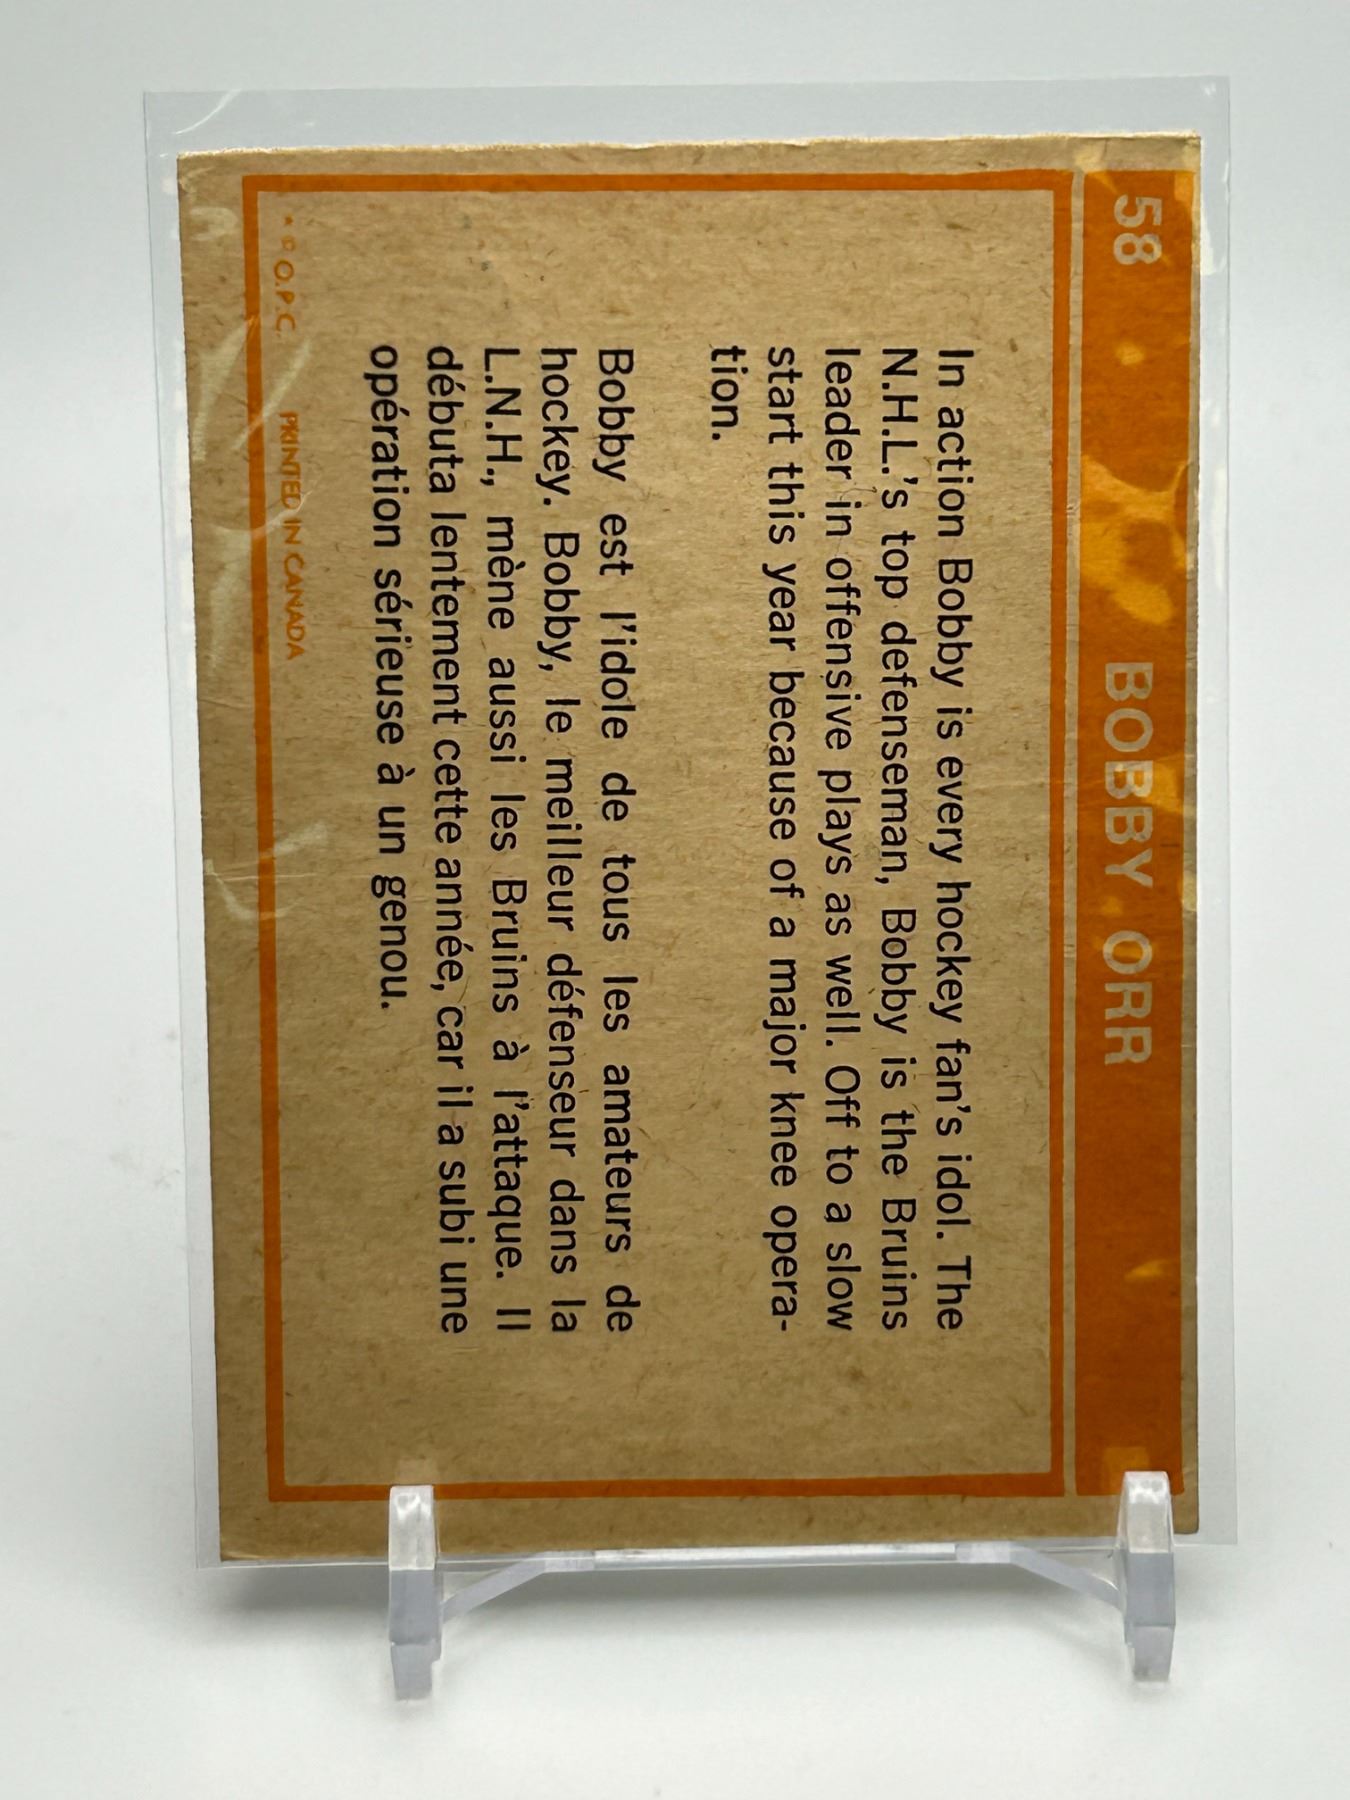 58 BOBBY ORR
In action Bobby is every hockey fan's idol. The
N.H.L.'s top defenseman, Bobby is the Bruins
leader in offensive plays as well. Off to a slow
start this year because of a major knee opera-
tion.
Bobby est l'idole de tous les amateurs de
hockey. Bobby, le meilleur défenseur dans la
L.N.H., mène aussi les Bruins à l'attaque. Il
débuta lentement cette année, car il a subi une
opération sérieuse à un genou.
* © O.P.C. PRINTED IN CANADA